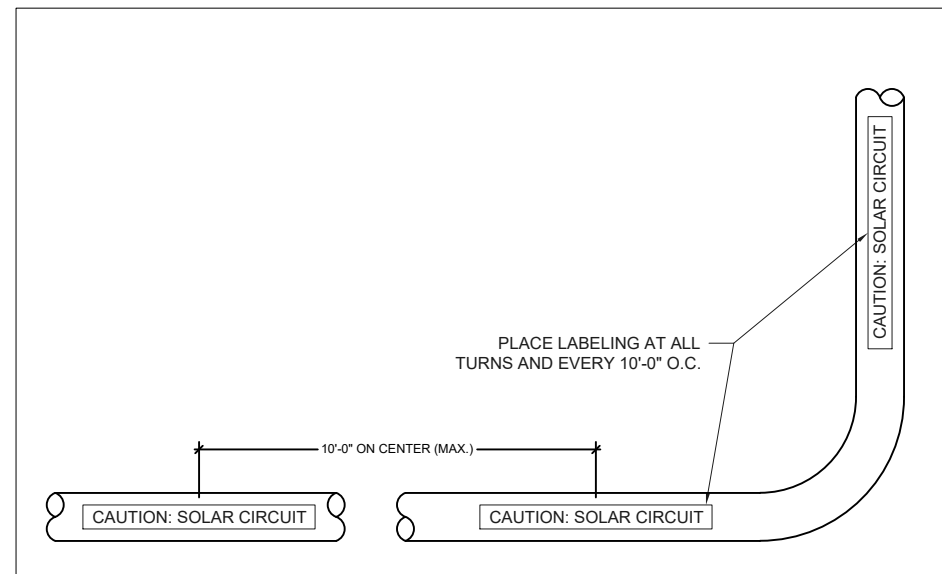 CAUTION: SOLAR CIRCUIT
PLACE LABELING AT ALL
TURNS AND EVERY 10'-0" O.C.
10'-0" ON CENTER (MAX.)
CAUTION: SOLAR CIRCUIT
CAUTION: SOLAR CIRCUIT